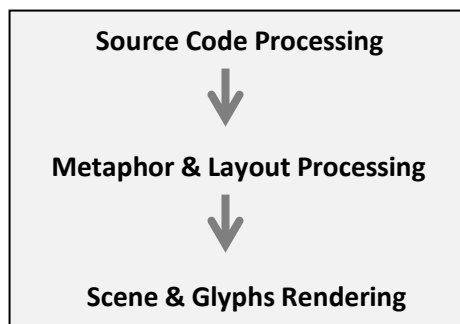 Source Code Processing
Metaphor & Layout Processing
Scene & Glyphs Rendering